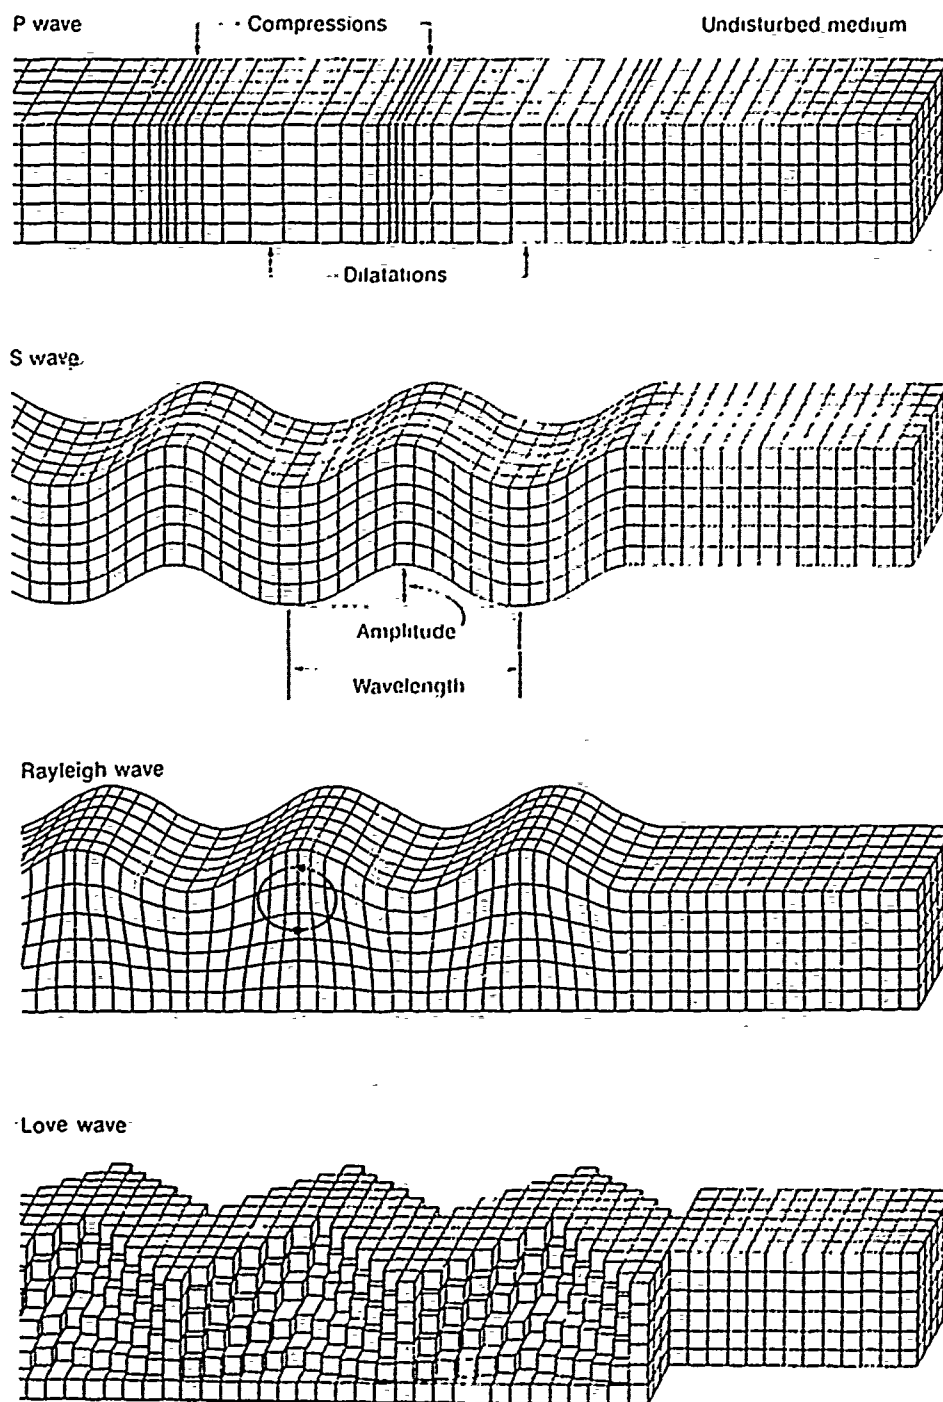 P wave
Compressions
Undisturbed medium
Dilatations
S wave
Amplitude
Wavelength
Rayleigh wave
Love wave